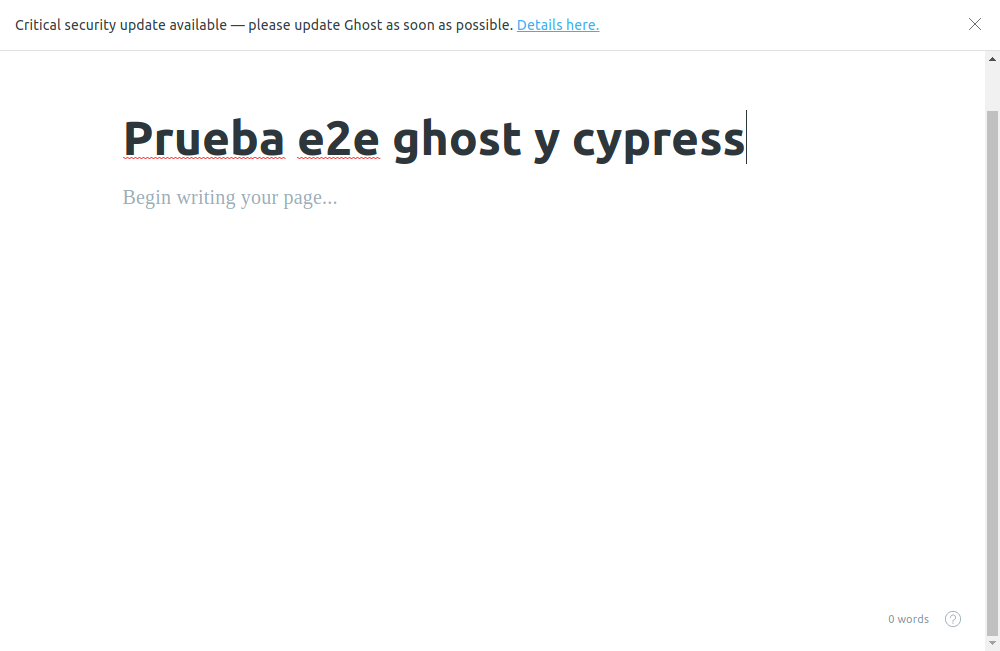 Critical security update available — please update Ghost as soon as possible. Details here.
Prueba e2e ghost y cypress
Begin writing your page...
0 words
?